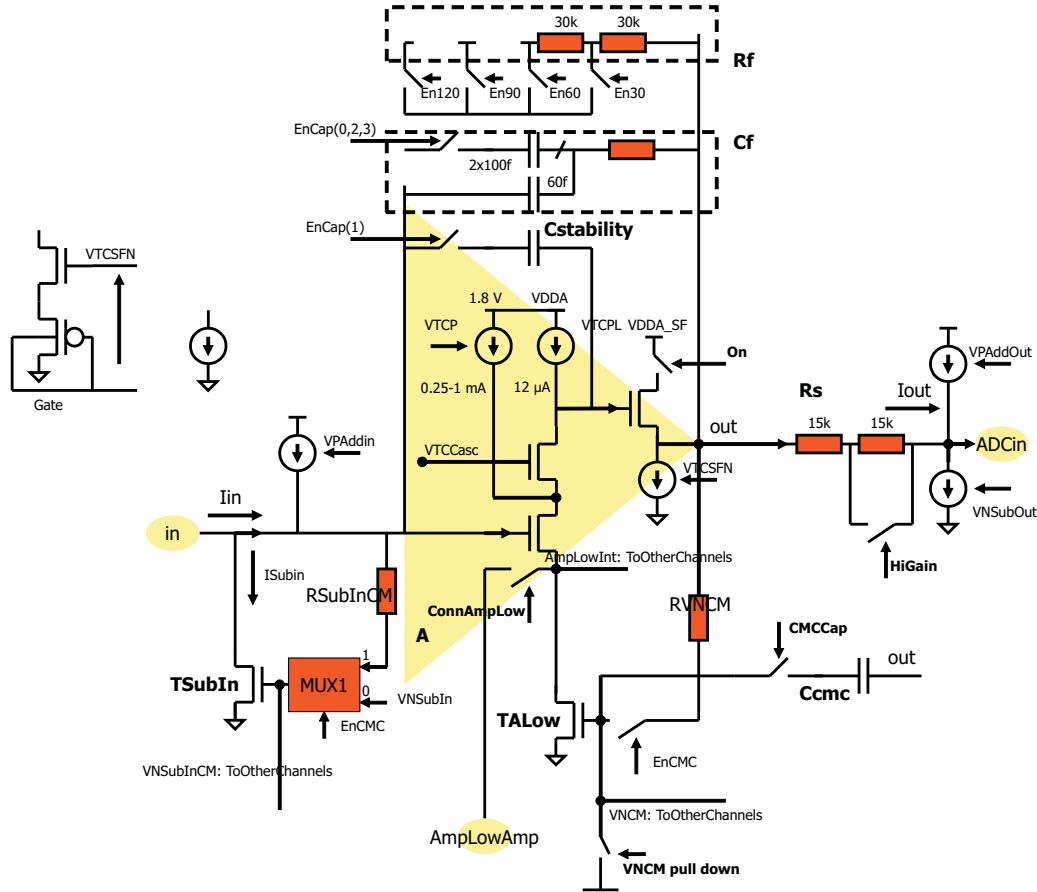 30k 30k
Rf
En120 En90 En60 En30
EnCap(0,2,3)
Cf
2x100f
60f
EnCap(1)
Cstability
VTCSFN
1.8 V VDDA
VTCP
VTCPL VDDA_SF
On
VPAddOut
0.25-1 mA 12 µA
Rs
Iout
Gate
15k 15k
out
ADCin
VPAddin
VTCCasc
VTCSFN
VNSubOut
Iin
in
AmpLowInt: ToOtherChannels
HiGain
ISubin
RSubInCM
ConnAmpLow
RVNCM
A
CMCCap
1
out
TSubIn
MUX1
0
VNSubIn
Ccmc
EnCMC
TALow
EnCMC
VNSubInCM: ToOtherChannels
VNCM: ToOtherChannels
AmpLowAmp
VNCM pull down